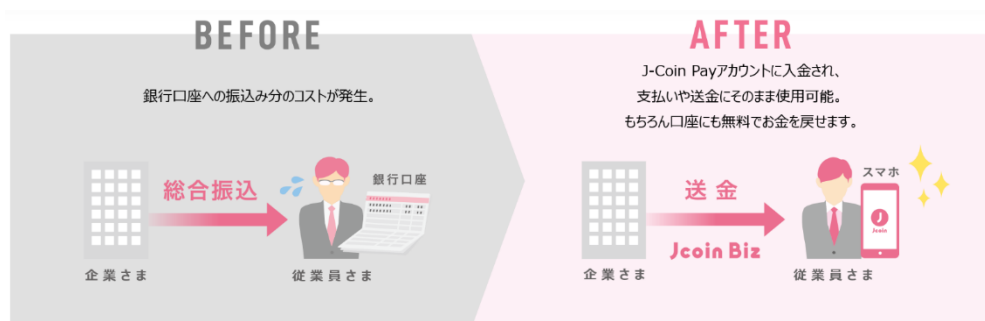 BEFORE
銀行口座への振込み分のコストが発生。
総合振込
銀行口座
企業さま
従業員さま
AFTER
J-Coin Payアカウントに入金され、
支払いや送金にそのまま使用可能。
もちろん口座にも無料でお金を戻せます。
送金
Jcoin Biz
スマホ
J
Jcoin
企業さま
従業員さま